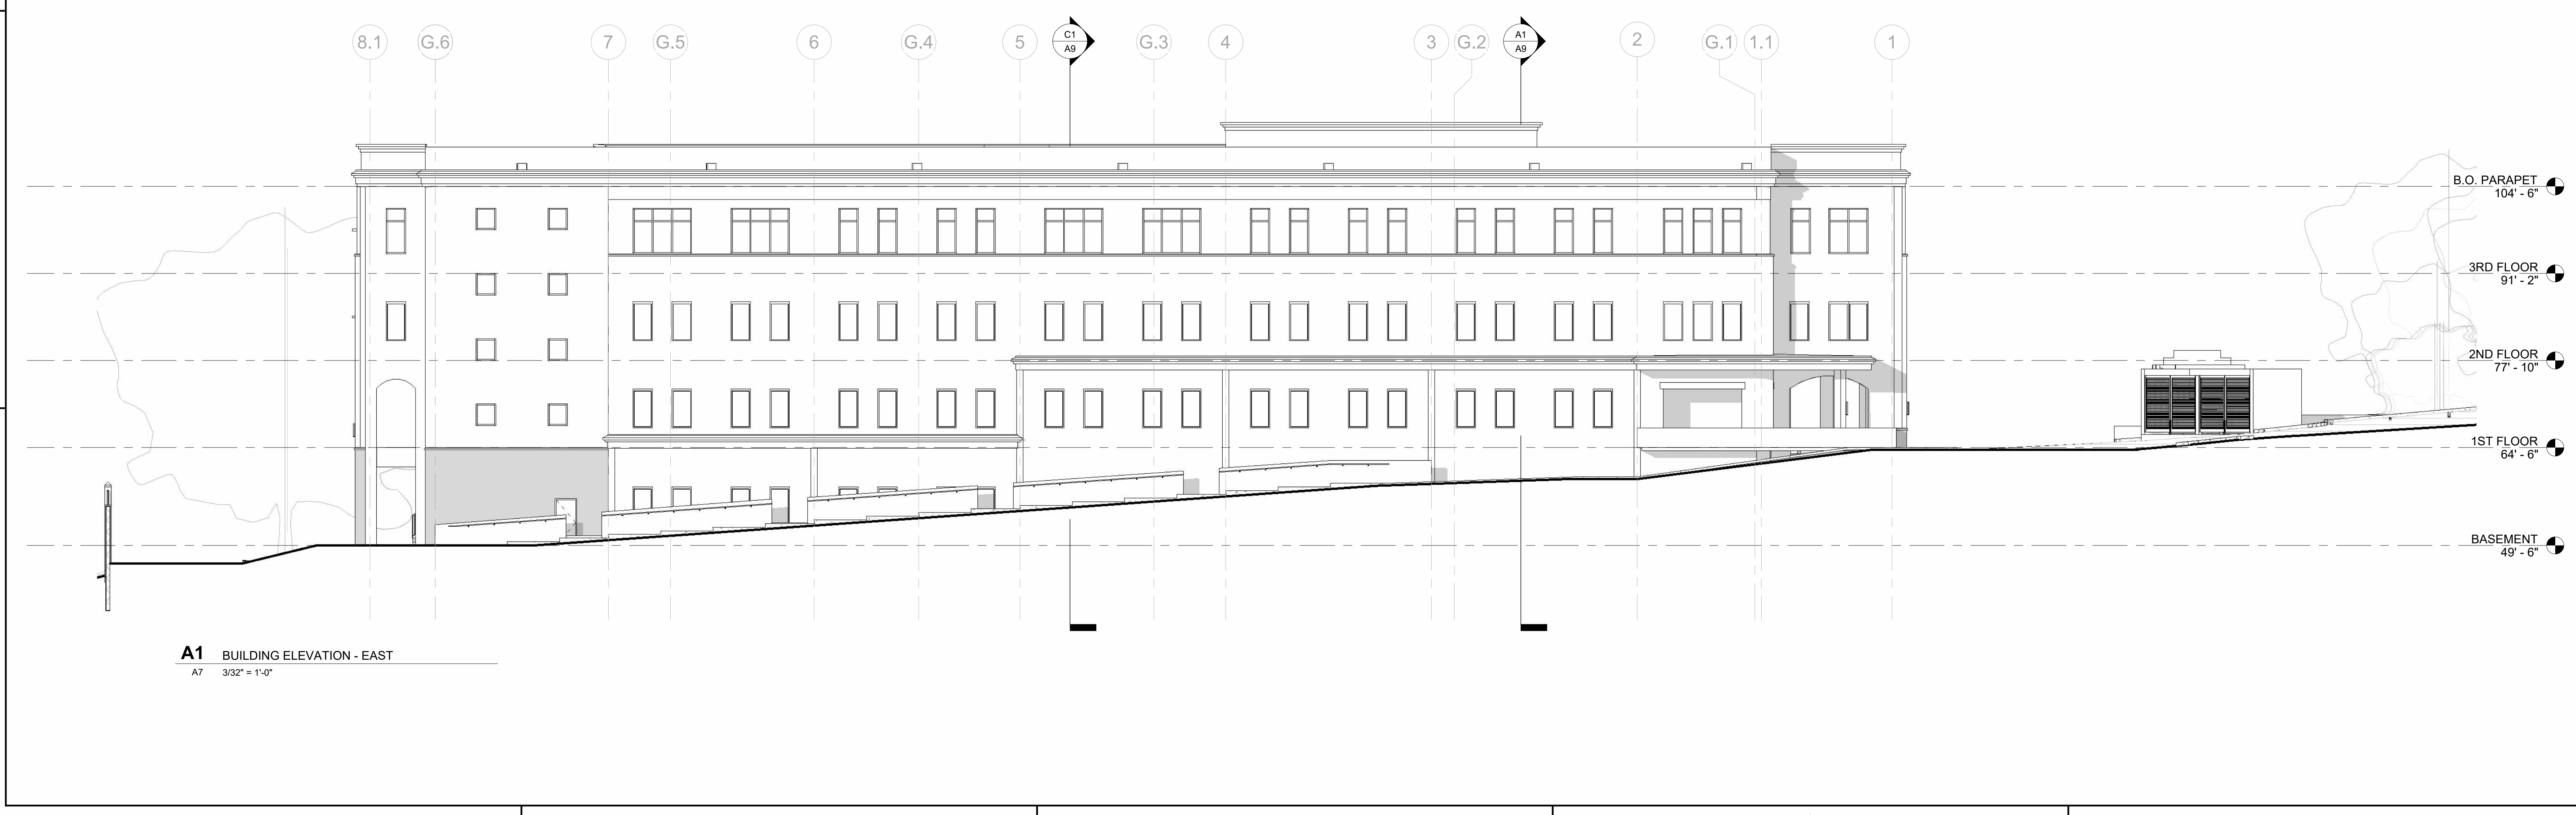 8.1 G.6 7 G.5 6 G.4 5 C1 G.3 4 3 G.2 A1 2 G.1 1.1 1
A9 A9
B.O. PARAPET
104' - 6"
3RD FLOOR
91' - 2"
2ND FLOOR
77' - 10"
1ST FLOOR
64' - 6"
BASEMENT
49' - 6"
A1 BUILDING ELEVATION - EAST
A7 3/32" = 1'-0"